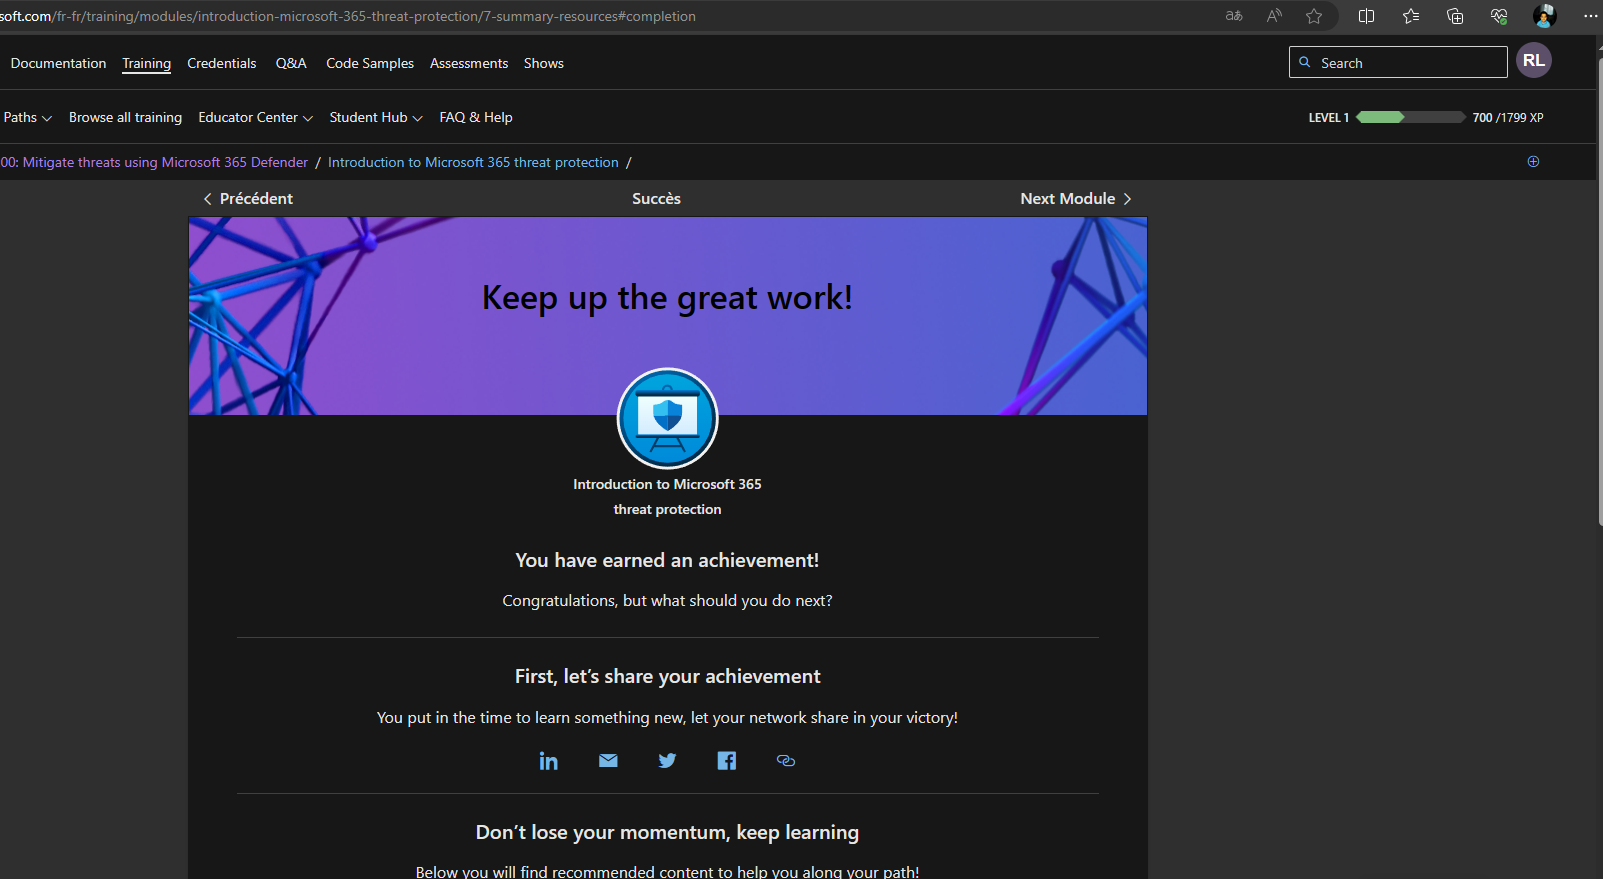 soft.com/fr-fr/training/modules/introduction-microsoft-365-threat-protection/7-summary-resources#completion
Documentation Training Credentials Q&A Code Samples Assessments Shows Search RL
Paths Browse all training Educator Center Student Hub FAQ & Help LEVEL 1 700 /1799 XP
00: Mitigate threats using Microsoft 365 Defender / Introduction to Microsoft 365 threat protection /
Précédent Succès Next Module
Keep up the great work!
Introduction to Microsoft 365
threat protection
You have earned an achievement!
Congratulations, but what should you do next?
First, let’s share your achievement
You put in the time to learn something new, let your network share in your victory!
Don’t lose your momentum, keep learning
Below you will find recommended content to help you along your path!